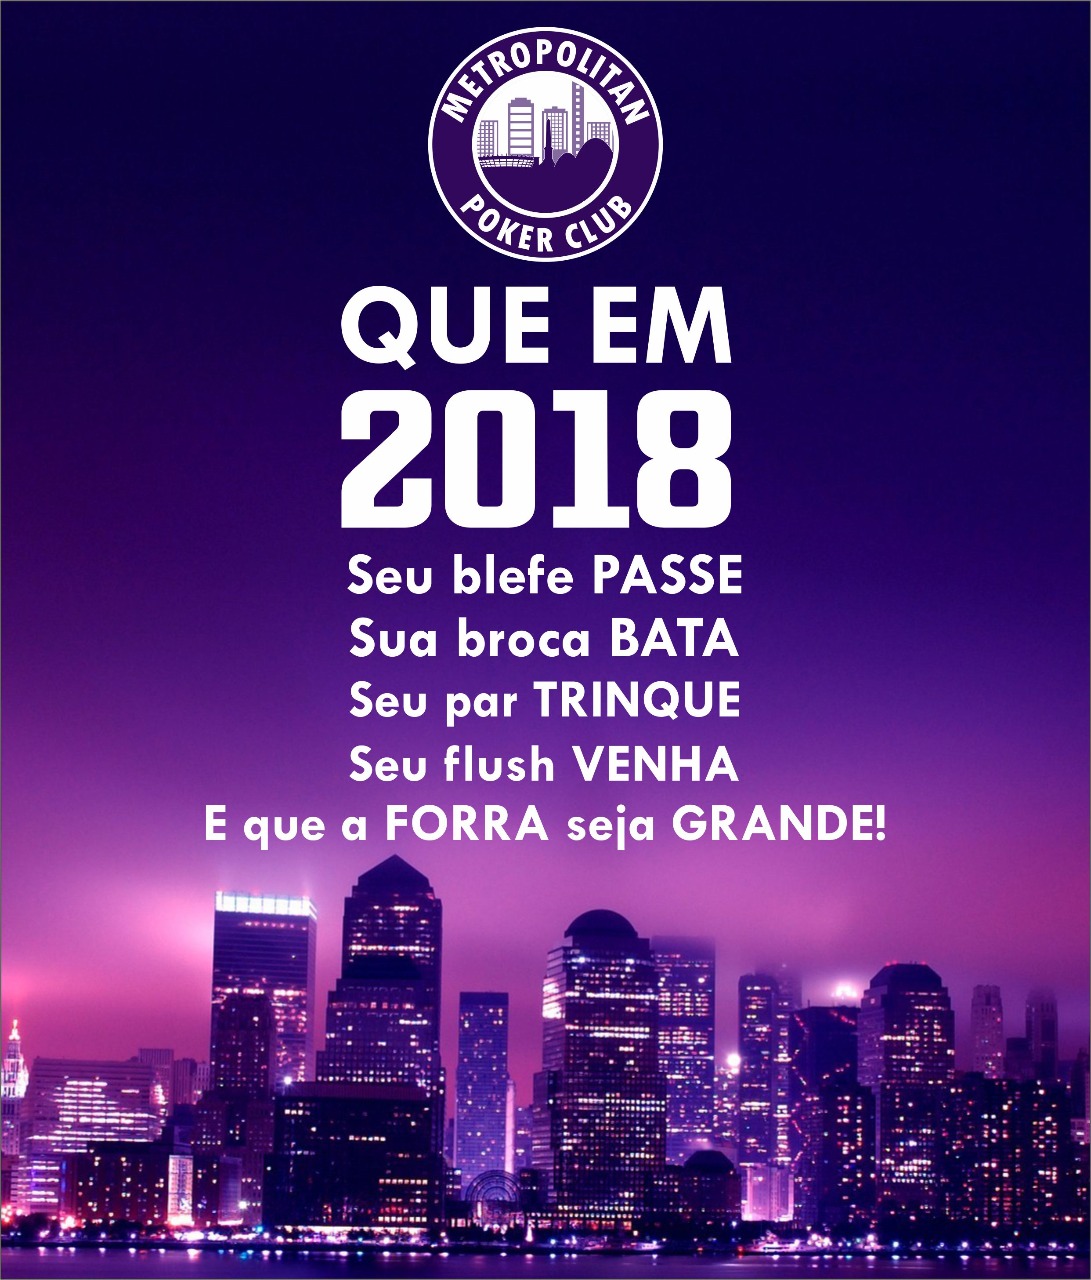 METROPOLITAN
POKER CLUB
QUE EM
2018
Seu blefe PASSE
Sua broca BATA
Seu par TRINQUE
Seu flush VENHA
E que a FORRA seja GRANDE!